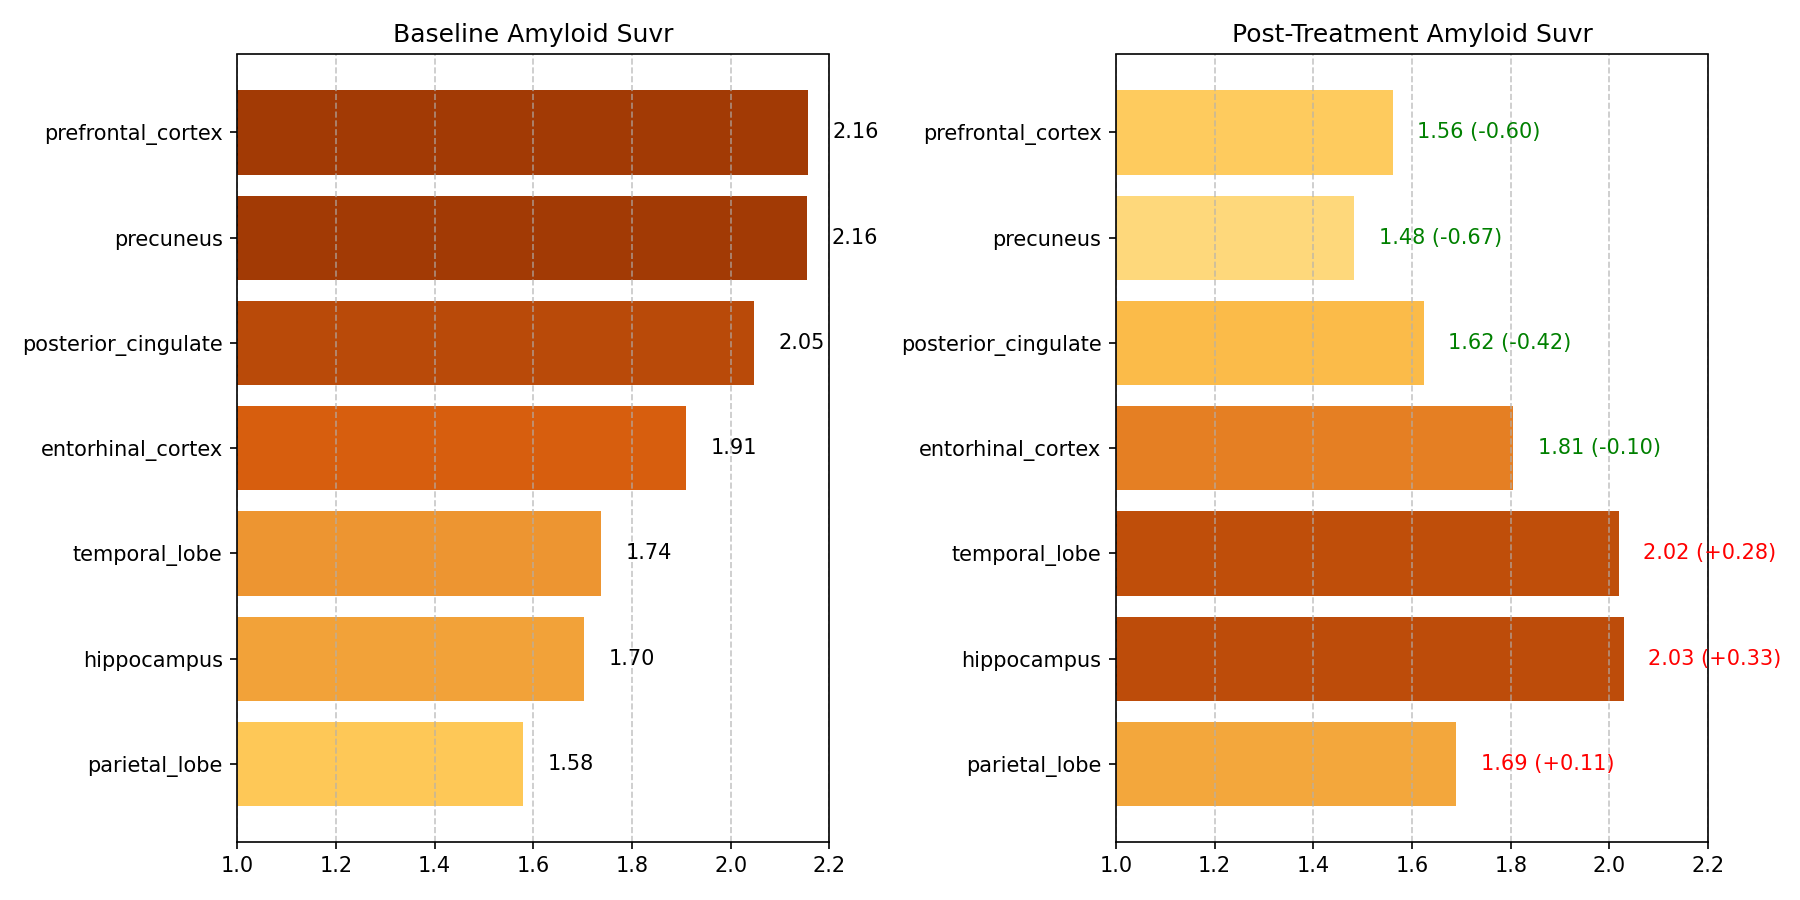 Baseline Amyloid Suvr
prefrontal_cortex 2.16
precuneus 2.16
posterior_cingulate 2.05
entorhinal_cortex 1.91
temporal_lobe 1.74
hippocampus 1.70
parietal_lobe 1.58
1.0 1.2 1.4 1.6 1.8 2.0 2.2
Post-Treatment Amyloid Suvr
prefrontal_cortex 1.56 (-0.60)
precuneus 1.48 (-0.67)
posterior_cingulate 1.62 (-0.42)
entorhinal_cortex 1.81 (-0.10)
temporal_lobe 2.02 (+0.28)
hippocampus 2.03 (+0.33)
parietal_lobe 1.69 (+0.11)
1.0 1.2 1.4 1.6 1.8 2.0 2.2